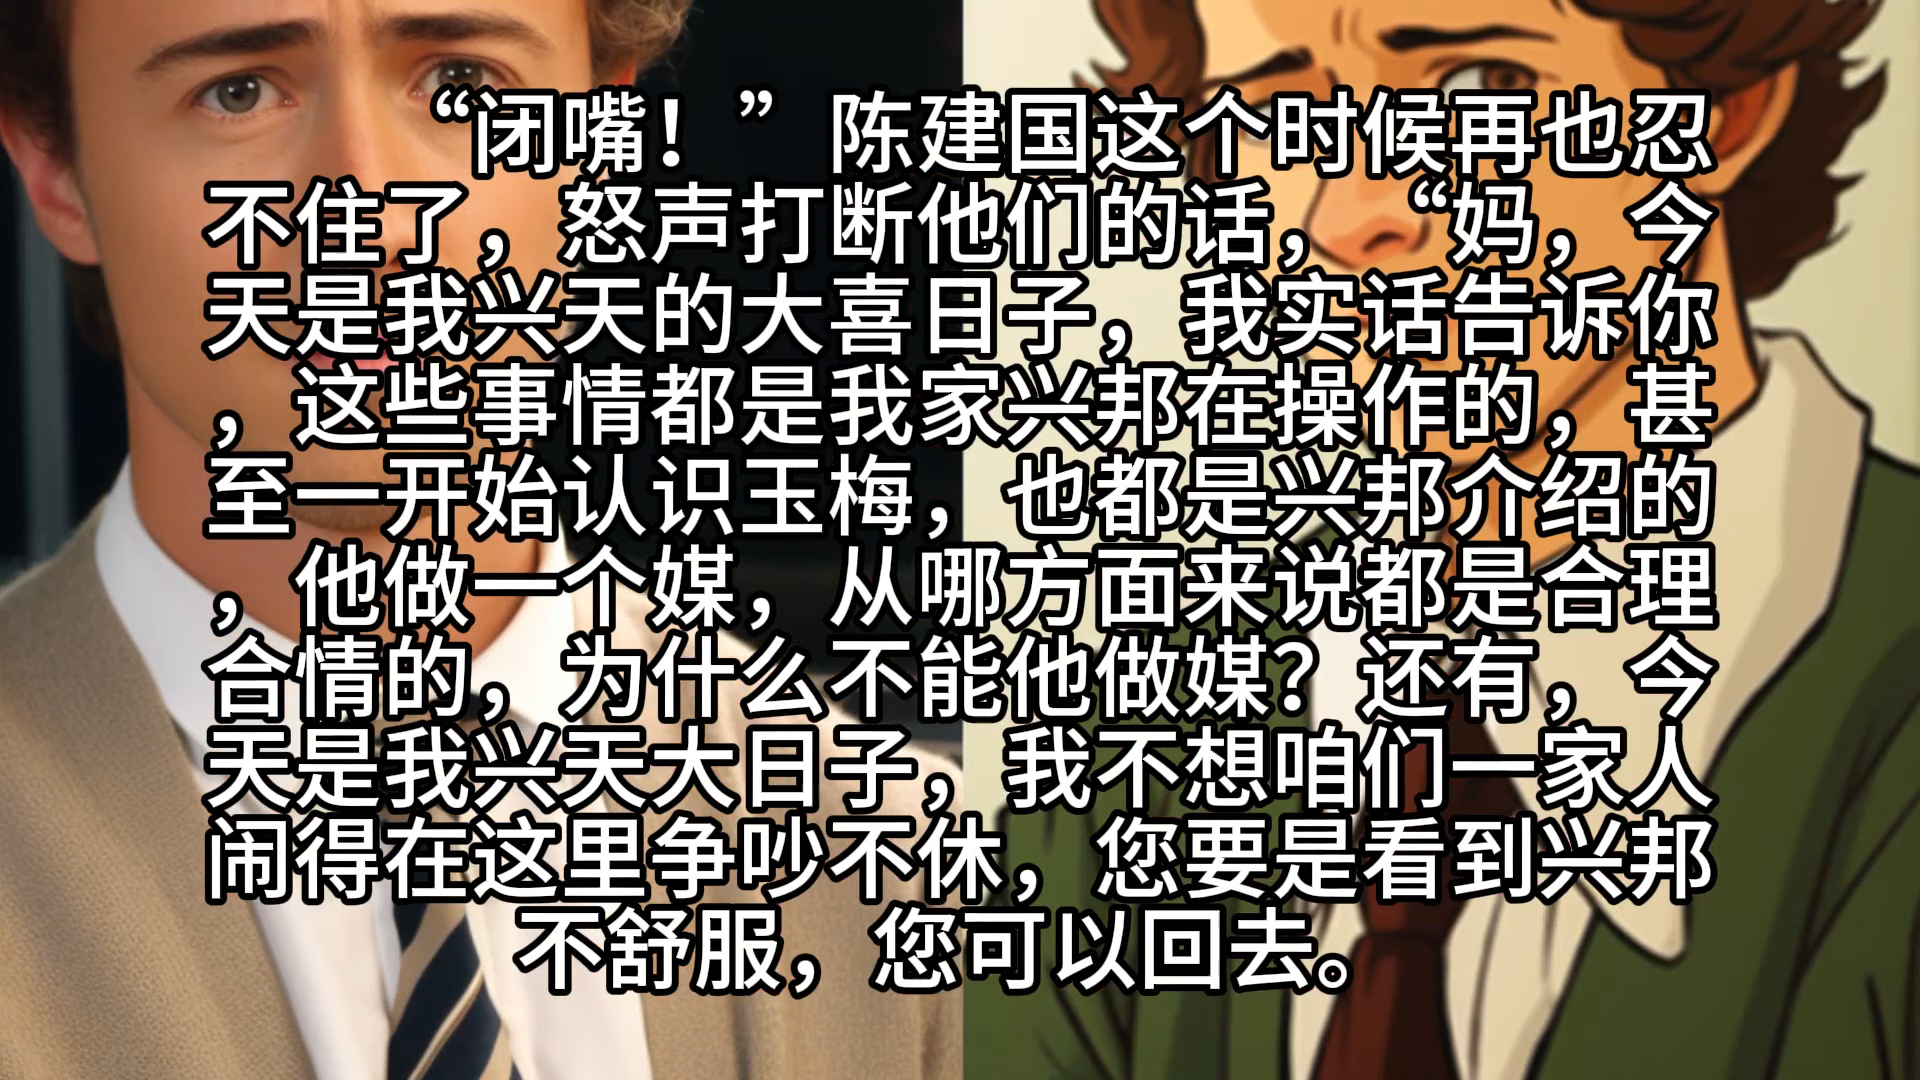 “闭嘴！”陈建国这个时候再也忍
不住了，怒声打断他们的话，“妈，今
天是我兴天的大喜日子，我实话告诉你
，这些事情都是我家兴邦在操作的，甚
至一开始认识玉梅，也都是兴邦介绍的
，他做一个媒，从哪方面来说都是合理
合情的，为什么不能他做媒？还有，今
天是我兴天大日子，我不想咱们一家人
闹得在这里争吵不休，您要是看到兴邦
不舒服，您可以回去。